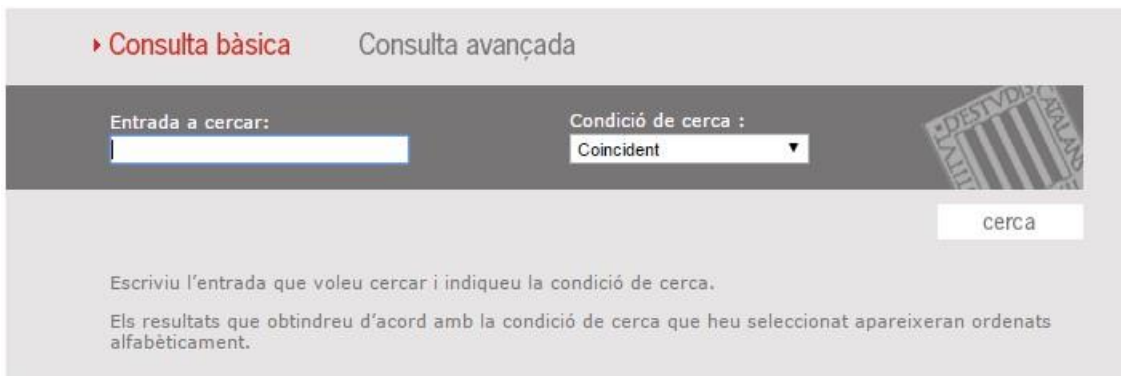 Consulta bàsica Consulta avançada
Entrada a cercar: Condició de cerca :
Coincident
cerca
Escriviu l'entrada que voleu cercar i indiqueu la condició de cerca.
Els resultats que obtindreu d'acord amb la condició de cerca que heu seleccionat apareixeran ordenats
alfabèticament.